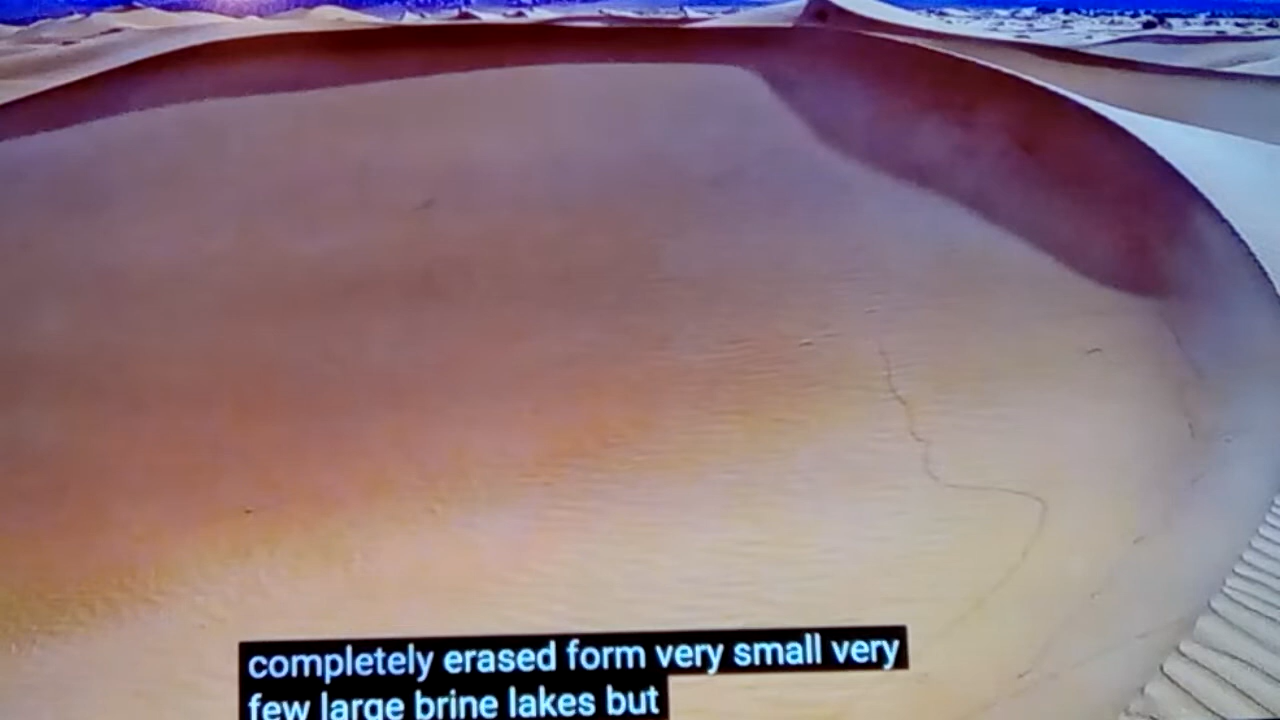 completely erased form very small very
few large brine lakes but